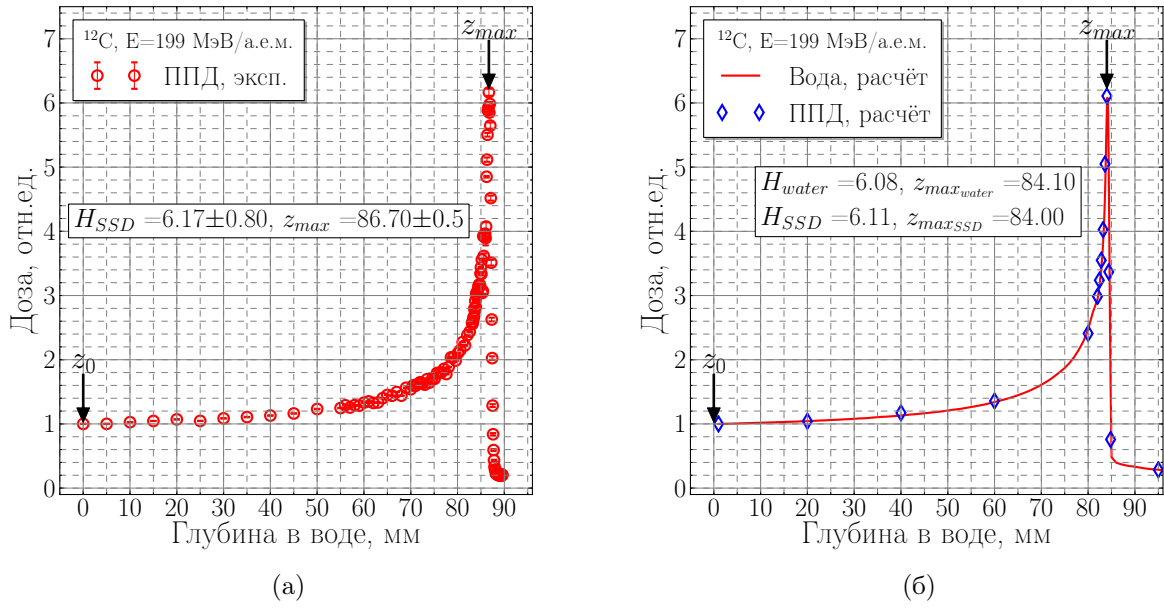 z_max
¹²C, E=199 МэВ/а.е.м.
ППД, эксп.
H_SSD =6.17±0.80, z_max =86.70±0.5
z_0
Доза, отн.ед.
7
6
5
4
3
2
1
0
0 10 20 30 40 50 60 70 80 90
Глубина в воде, мм
(а)
z_max
¹²C, E=199 МэВ/а.е.м.
Вода, расчёт
ППД, расчёт
H_water =6.08, z_max_water =84.10
H_SSD =6.11, z_max_SSD =84.00
z_0
Доза, отн.ед.
7
6
5
4
3
2
1
0
0 10 20 30 40 50 60 70 80 90
Глубина в воде, мм
(б)